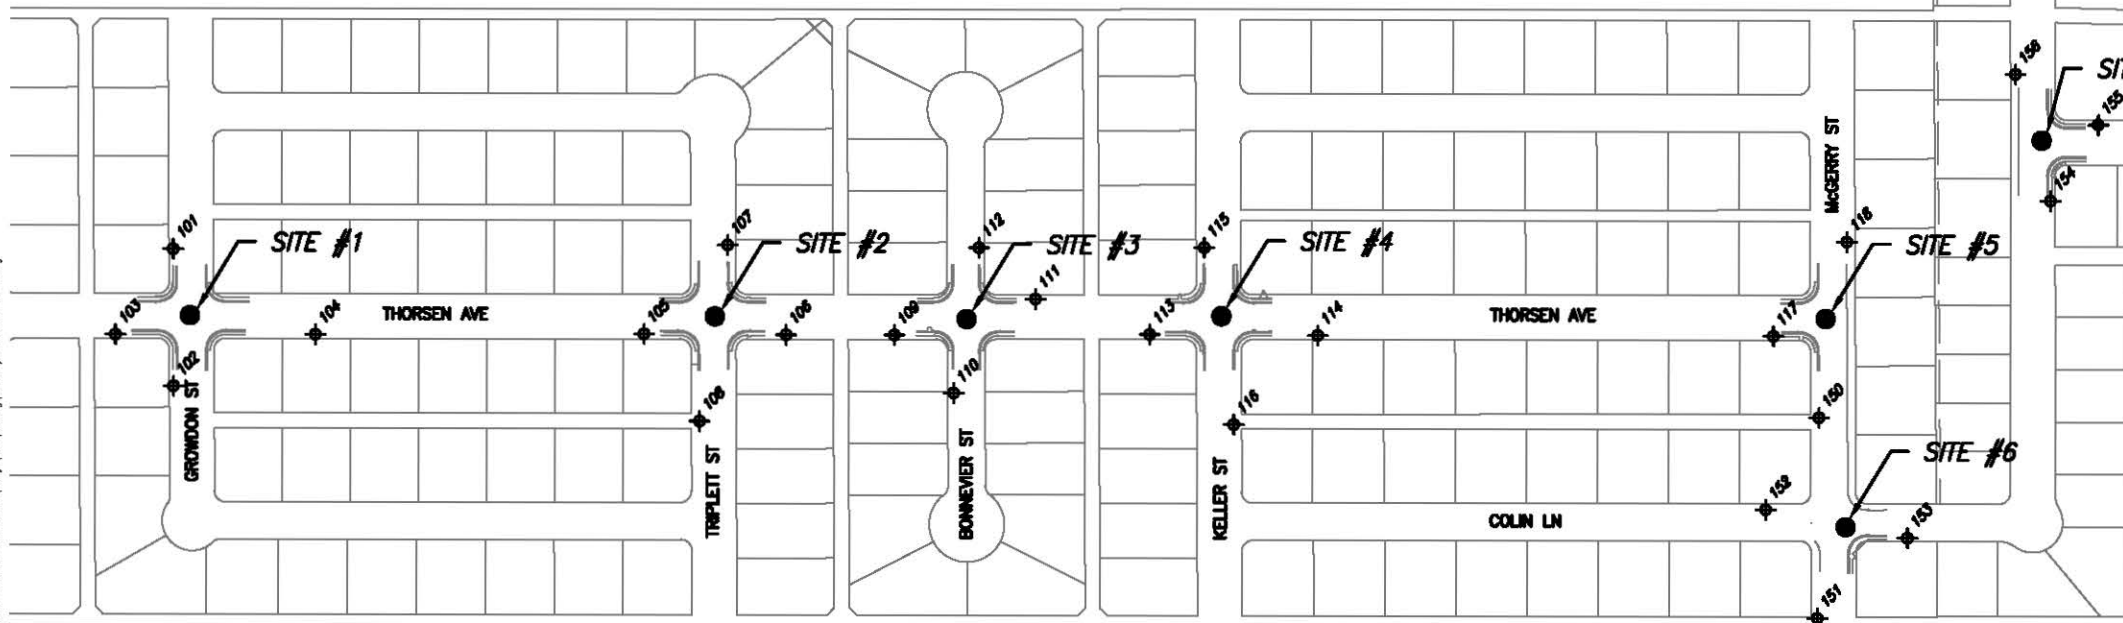 156
SIT
155
McGERRY ST
154
101
SITE #1
107
SITE #2
112
SITE #3
111
115
SITE #4
118
SITE #5
103
104
THORSEN AVE
105
106
109
113
114
THORSEN AVE
117
102
GROWDON ST
108
110
116
150
TRIPLETT ST
BONNEVIER ST
KELLER ST
SITE #6
152
COLIN LN
153
151